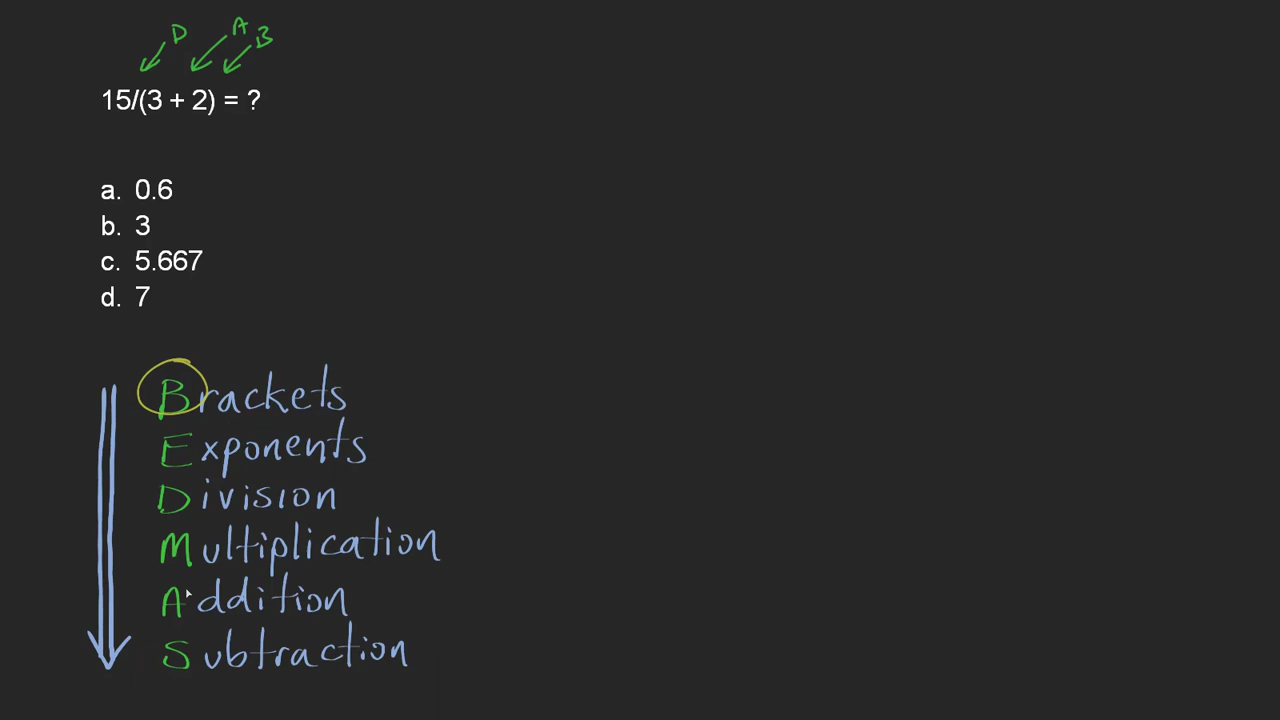 D A B
15/(3 + 2) = ?
a. 0.6
b. 3
c. 5.667
d. 7
Brackets
Exponents
Division
Multiplication
Addition
Subtraction